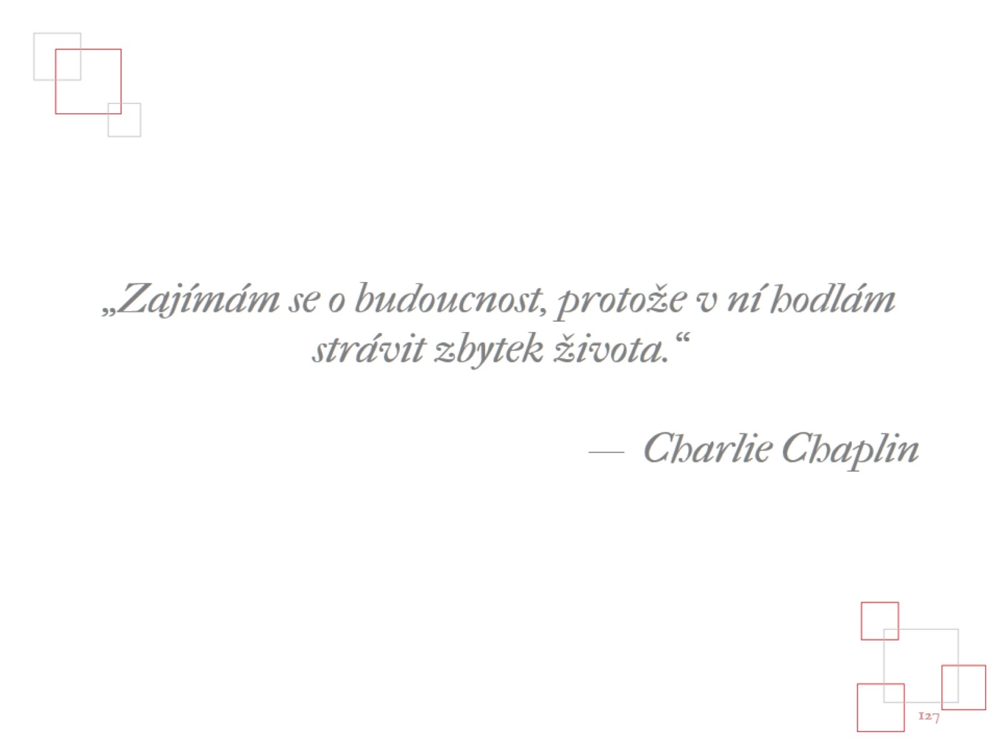 „Zajímám se o budoucnost, protože v ní hodlám
strávit zbytek života.“
— Charlie Chaplin
127